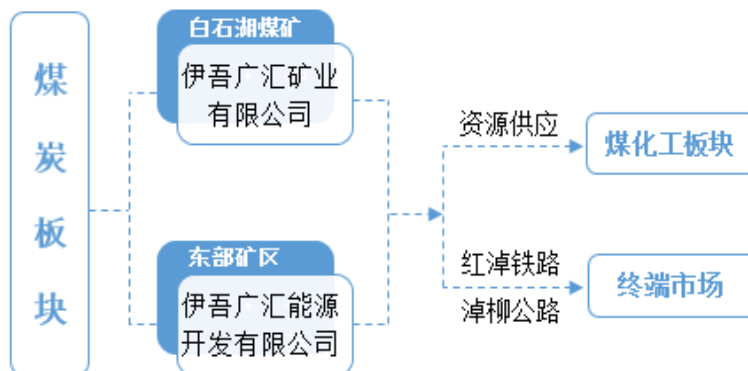 煤炭板块
白石湖煤矿
伊吾广汇矿业
有限公司
东部矿区
伊吾广汇能源
开发有限公司
资源供应
煤化工板块
红淖铁路
淖柳公路
终端市场